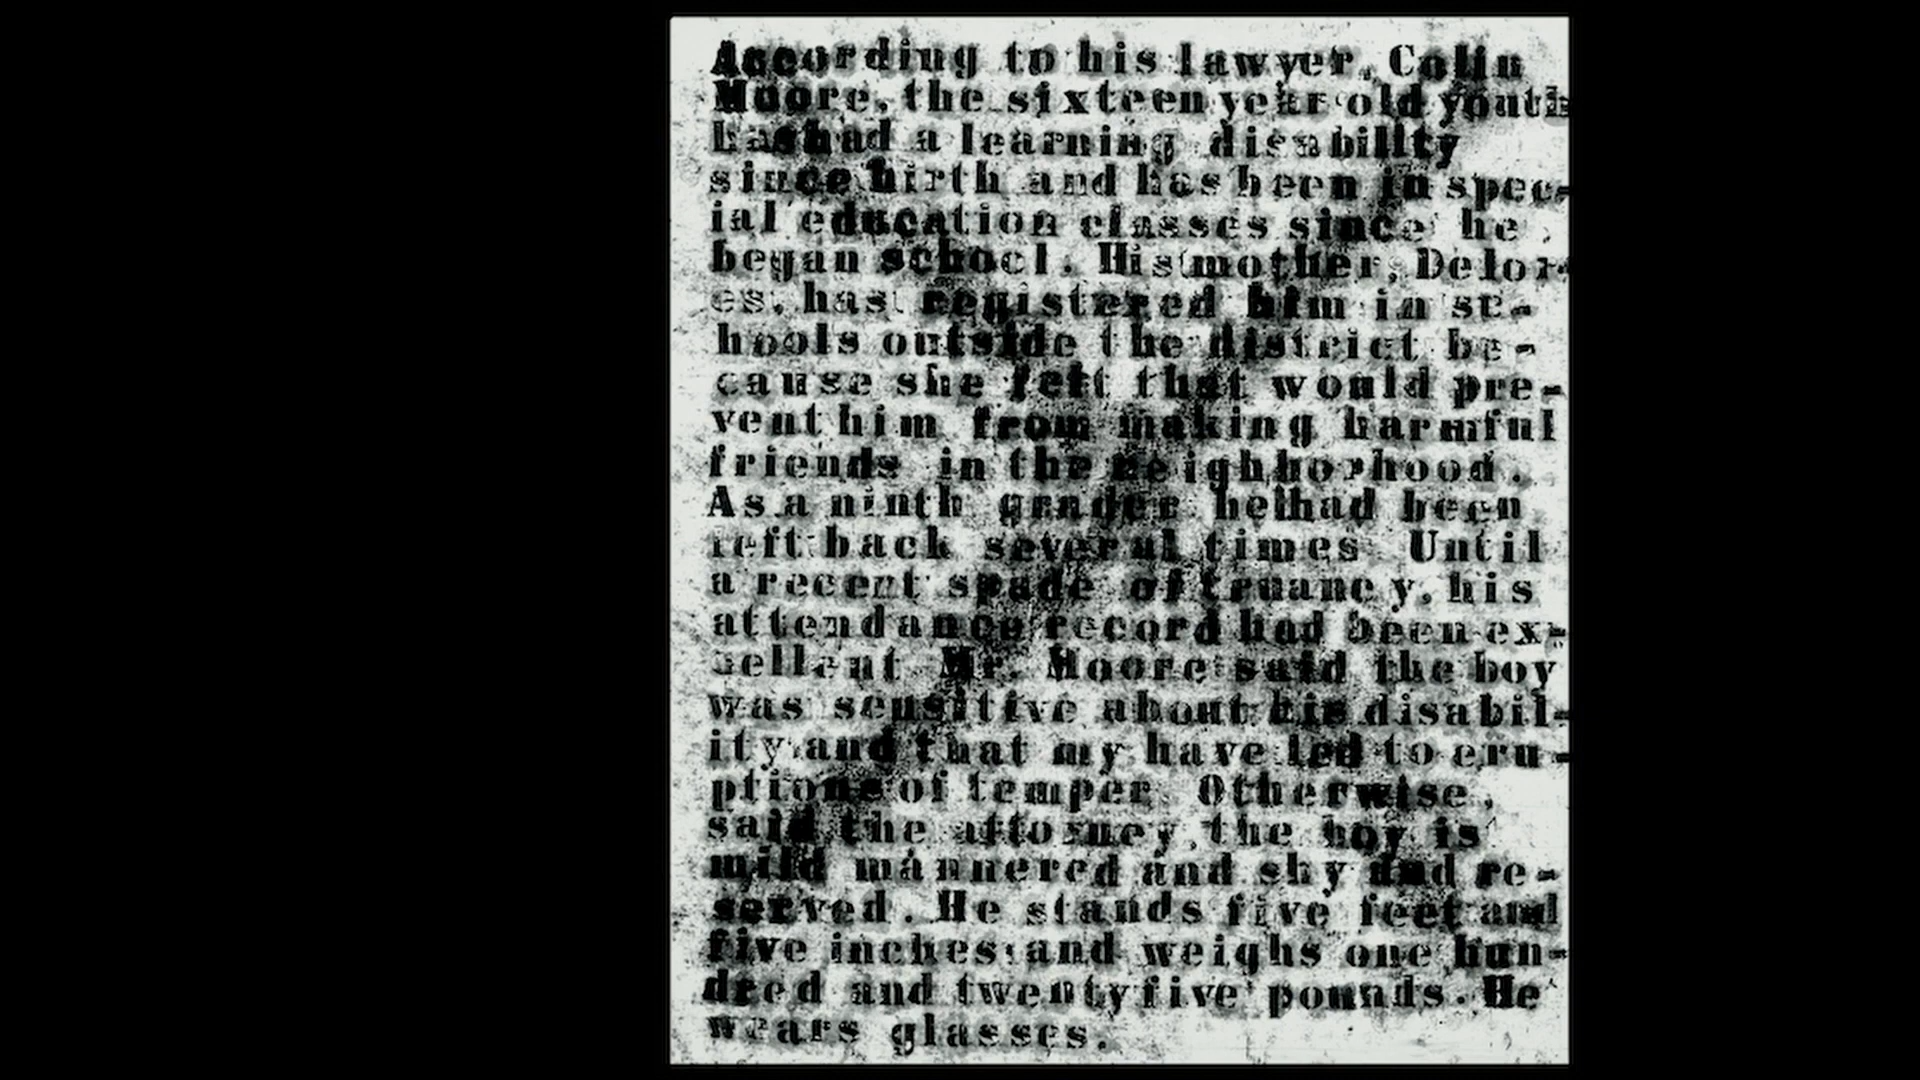 According to his lawyer, Colin
Moore, the sixteen year old youth
has had a learning disability
since birth and has been in spec-
ial education classes since he
began school. His mother, Delor-
es, has registered him in sc-
hools outside the district be-
cause she felt that would pre-
vent him from making harmful
friends in the neighborhood.
As a ninth grader he had been
left back several times Until
a recent spade of truancy, his
attendance record had been ex-
cellent Mr. Moore said the boy
was sensitive about his disabil-
ity and that my have led to eru-
ptions of temper Otherwise,
said the attorney, the boy is
mild mannered and shy and re-
served. He stands five feet and
five inches and weighs one hun-
dred and twenty five pounds. He
wears glasses.